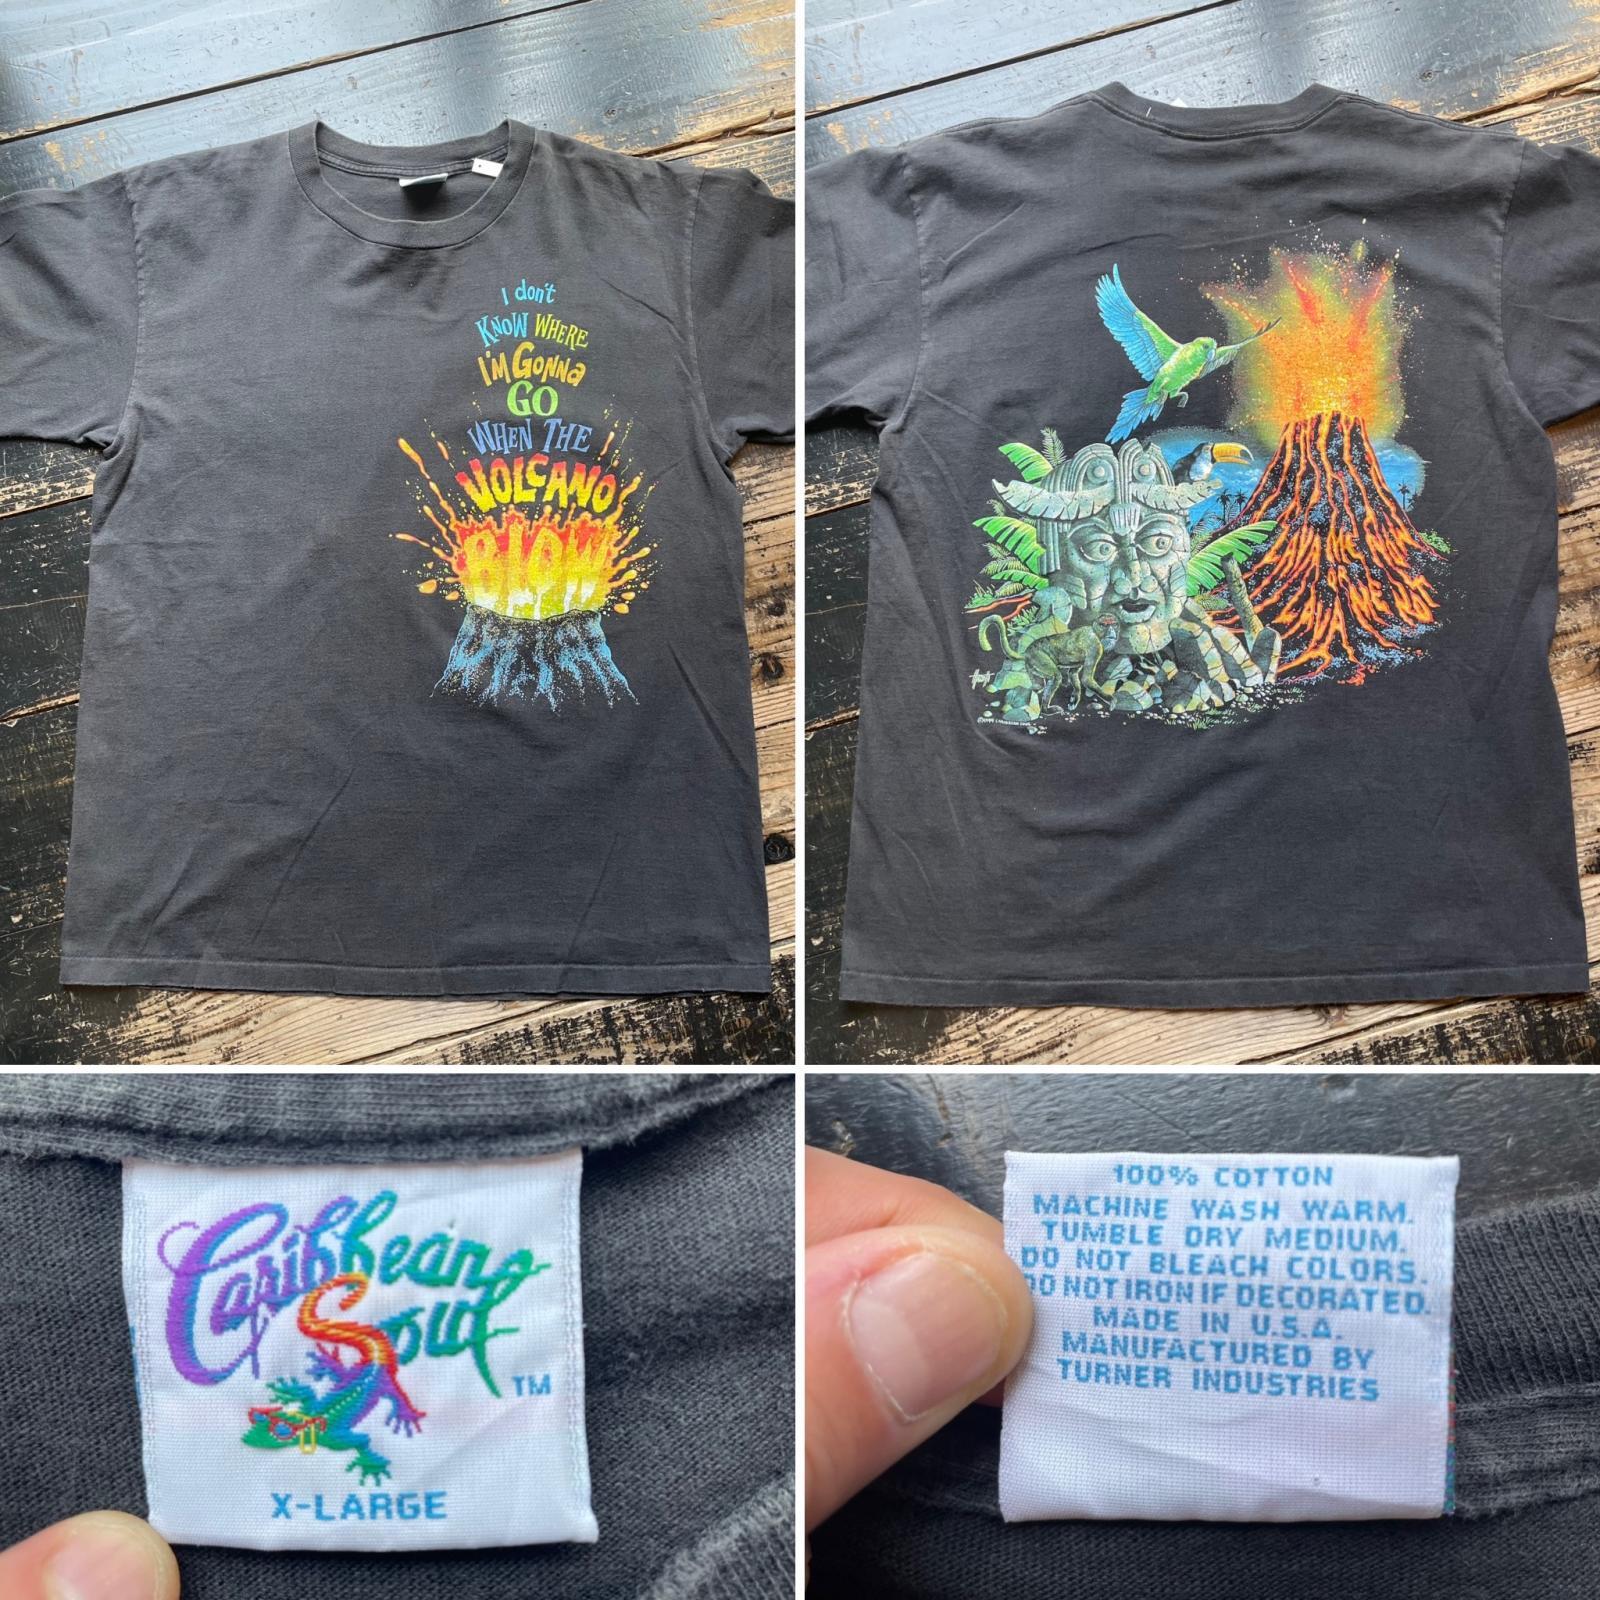 I don't
KNOW WHERE
I'M GONNA
GO
WHEN THE
VOLCANO
BLOW
LAVA ME NOW
OR
LAVA ME NOT
Caribbean
Soul
TM
X-LARGE
100% COTTON
MACHINE WASH WARM.
TUMBLE DRY MEDIUM.
DO NOT BLEACH COLORS.
DO NOT IRON IF DECORATED.
MADE IN U.S.A.
MANUFACTURED BY
TURNER INDUSTRIES